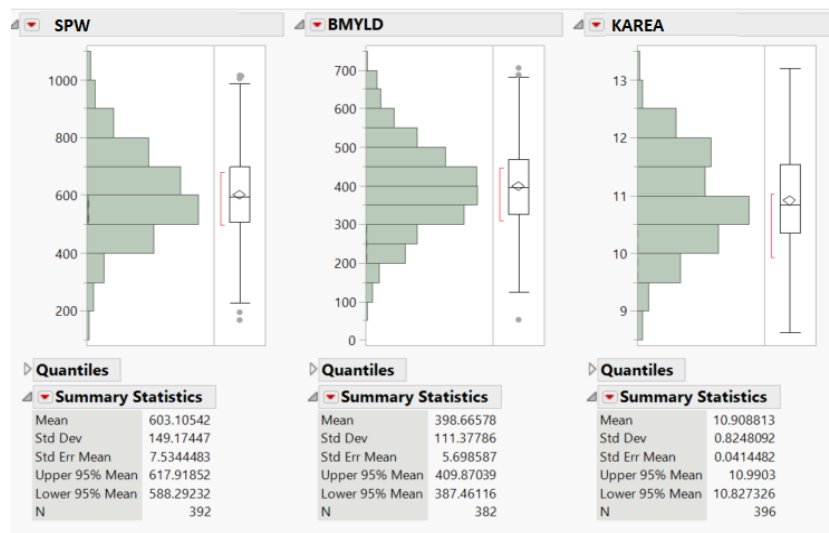 SPW
1000
800
600
400
200
Quantiles
Summary Statistics
Mean 603.10542
Std Dev 149.17447
Std Err Mean 7.5344483
Upper 95% Mean 617.91852
Lower 95% Mean 588.29232
N 392
BMYLD
700
600
500
400
300
200
100
0
Quantiles
Summary Statistics
Mean 398.66578
Std Dev 111.37786
Std Err Mean 5.698587
Upper 95% Mean 409.87039
Lower 95% Mean 387.46116
N 382
KAREA
13
12
11
10
9
Quantiles
Summary Statistics
Mean 10.908813
Std Dev 0.8248092
Std Err Mean 0.0414482
Upper 95% Mean 10.9903
Lower 95% Mean 10.827326
N 396